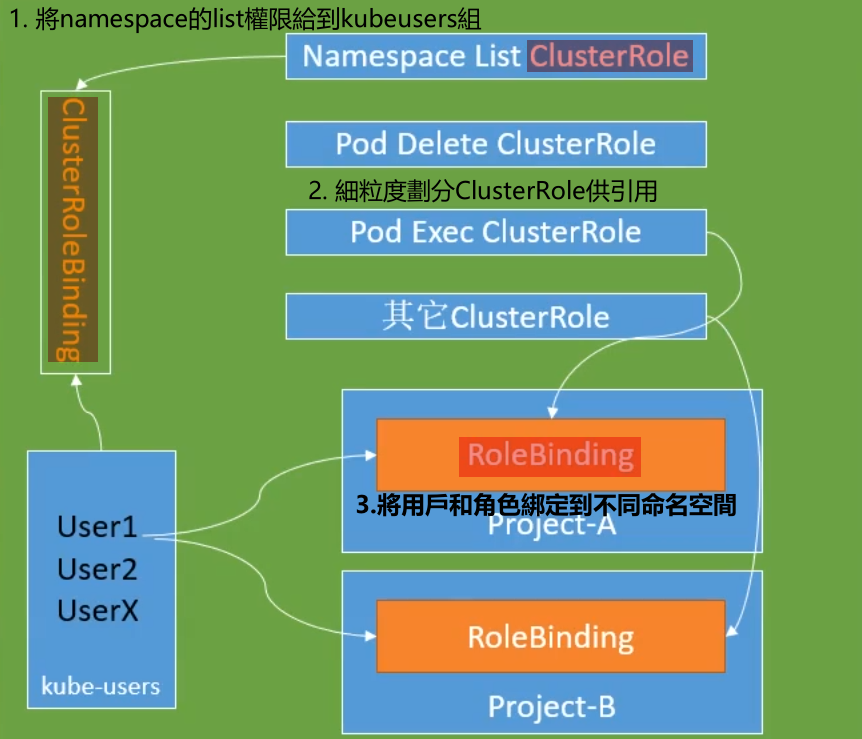 1. 將namespace的list權限給到kubeusers組
Namespace List ClusterRole
ClusterRoleBinding
Pod Delete ClusterRole
2. 細粒度劃分ClusterRole供引用
Pod Exec ClusterRole
其它ClusterRole
RoleBinding
3.將用戶和角色綁定到不同命名空間
Project-A
User1
User2
UserX
kube-users
RoleBinding
Project-B